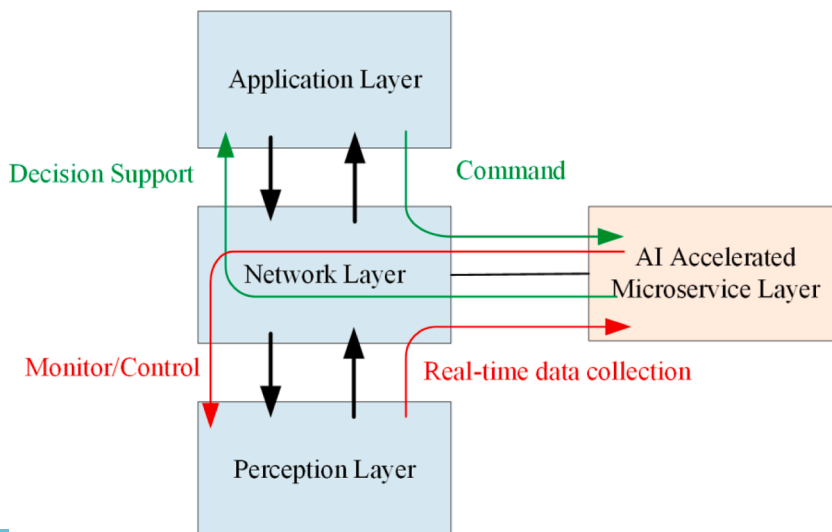 Application Layer
Decision Support
Command
Network Layer
AI Accelerated
Microservice Layer
Monitor/Control
Real-time data collection
Perception Layer